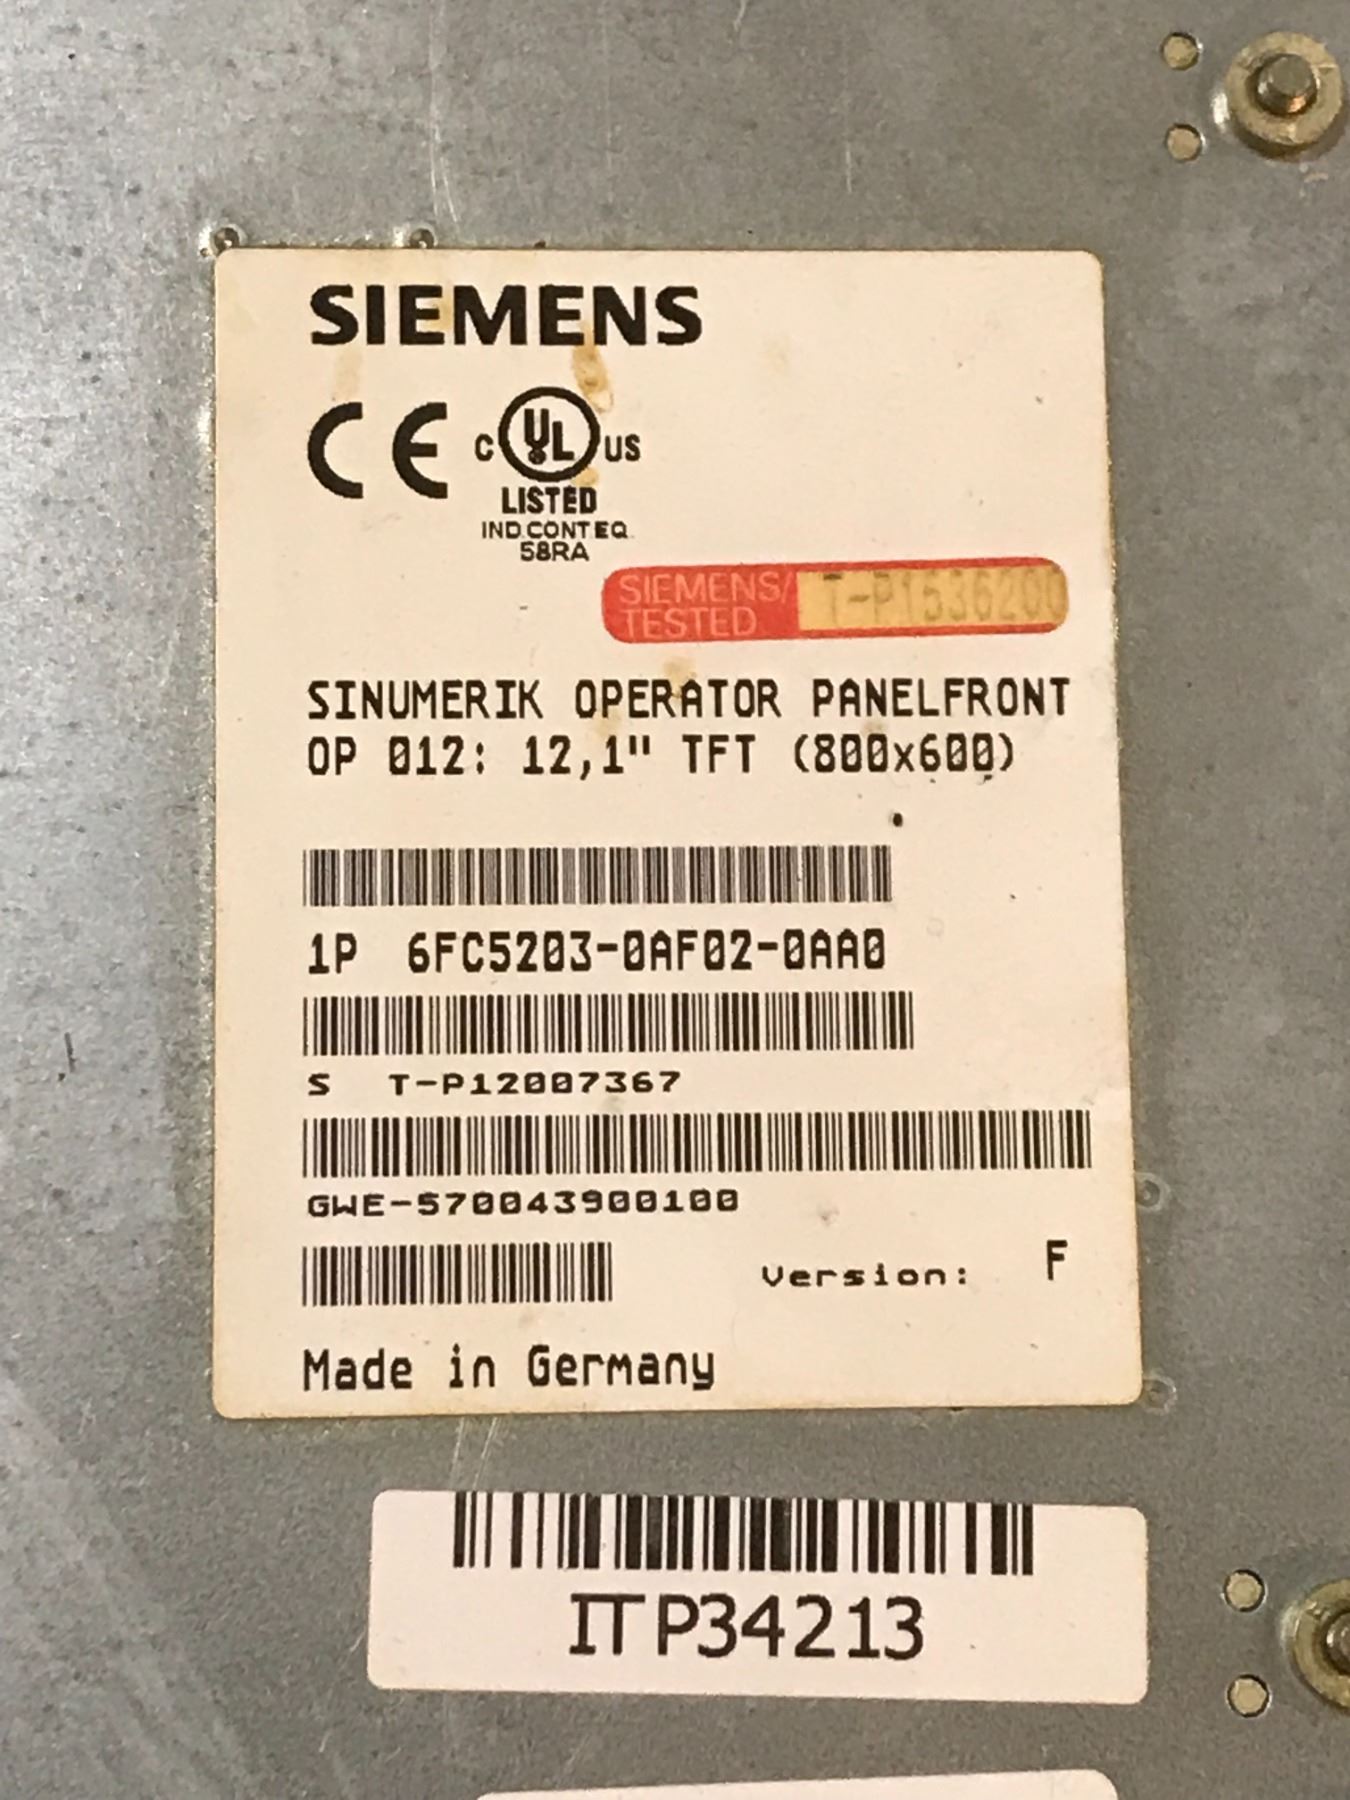 SIEMENS
CE C UL US
LISTED
IND.CONT.EQ.
58RA
SIEMENS/ T-P1536200
TESTED
SINUMERIK OPERATOR PANELFRONT
OP 012: 12,1" TFT (800x600)
1P 6FC5203-0AF02-0AA0
S T-P12007367
GWE-570043900100
Version: F
Made in Germany
ITP34213